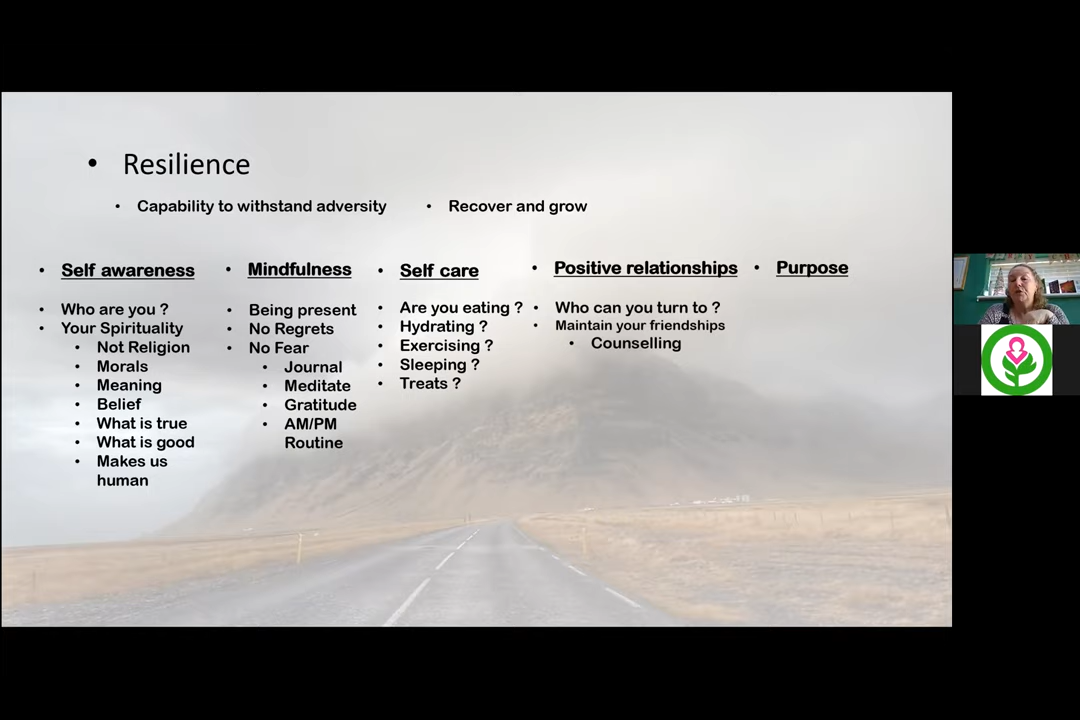 • Resilience
• Capability to withstand adversity
• Recover and grow
• Self awareness
• Who are you ?
• Your Spirituality
• Not Religion
• Morals
• Meaning
• Belief
• What is true
• What is good
• Makes us
human
• Mindfulness
• Being present
• No Regrets
• No Fear
• Journal
• Meditate
• Gratitude
• AM/PM
Routine
• Self care
• Are you eating ?
• Hydrating ?
• Exercising ?
• Sleeping ?
• Treats ?
• Positive relationships
• Who can you turn to ?
• Maintain your friendships
• Counselling
• Purpose